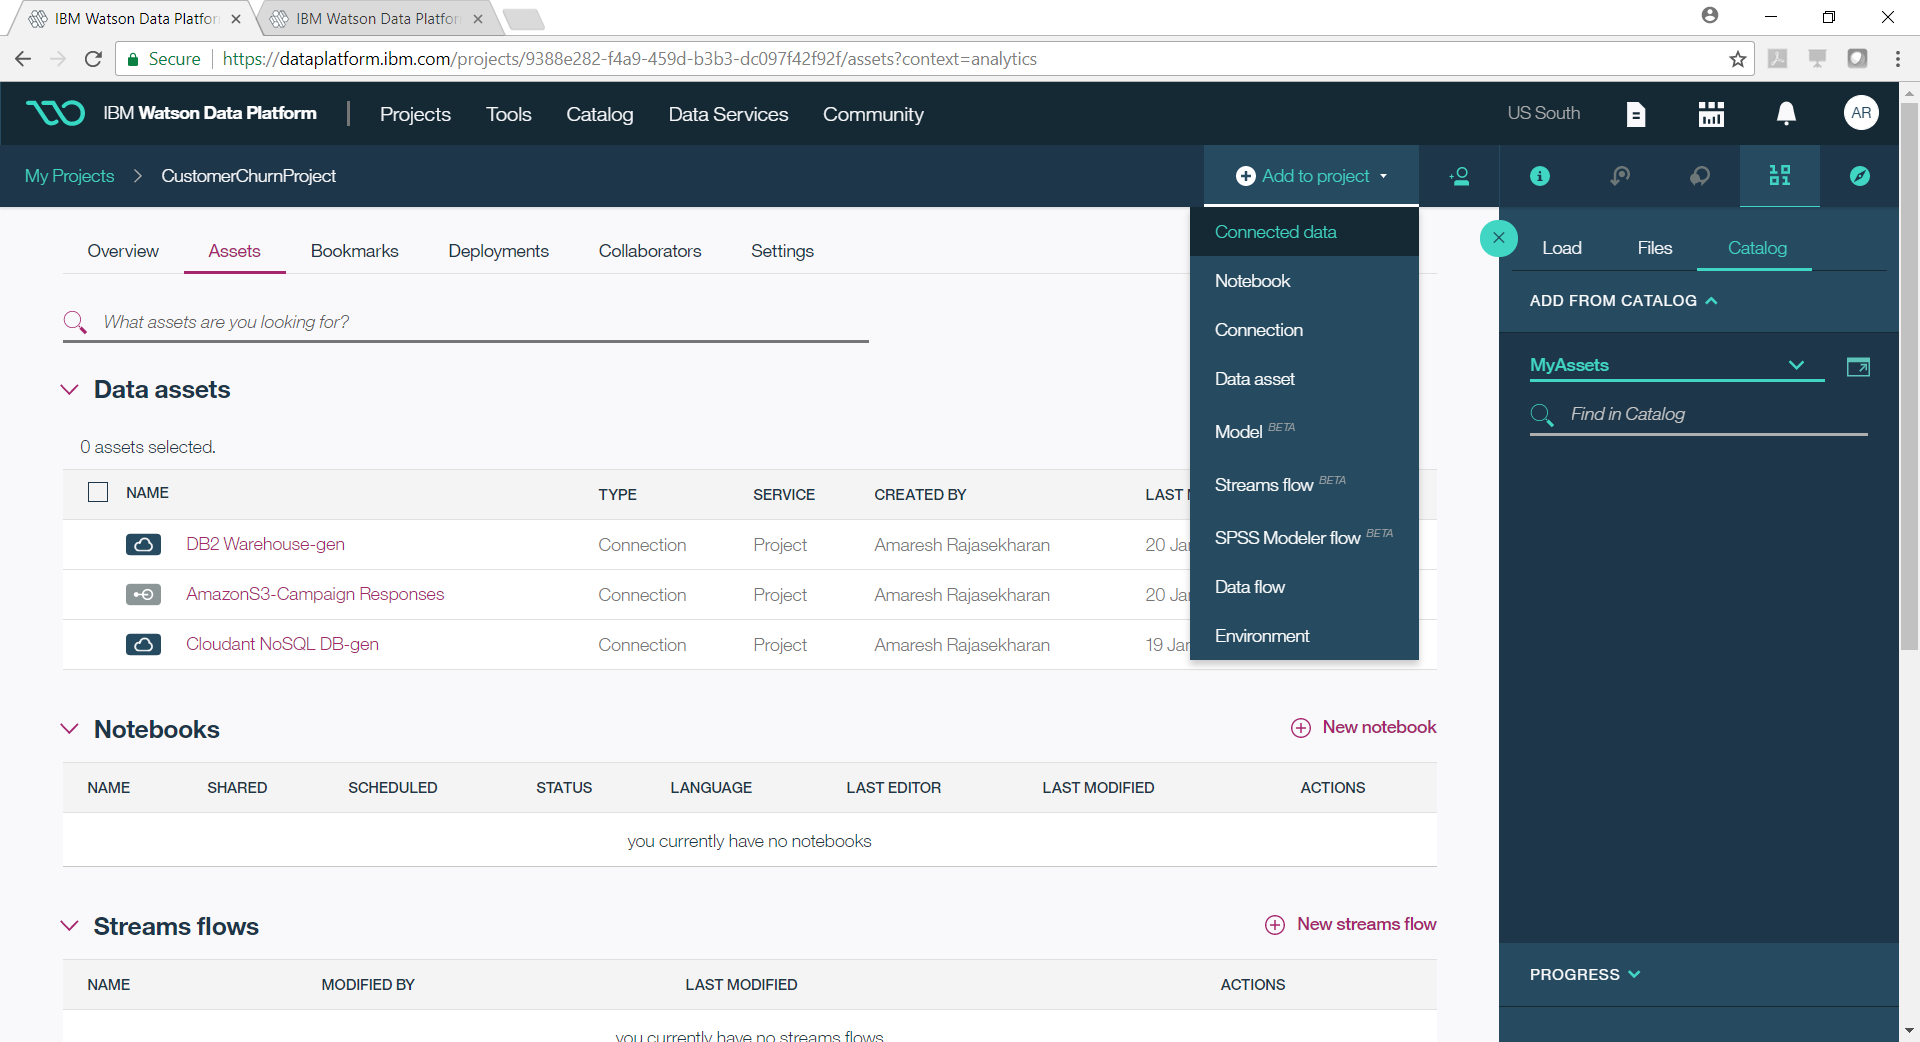 IBM Watson Data Platfor
IBM Watson Data Platfor
Secure https://dataplatform.ibm.com/projects/9388e282-f4a9-459d-b3b3-dc097f42f92f/assets?context=analytics
IBM Watson Data Platform Projects Tools Catalog Data Services Community US South AR
My Projects > CustomerChurnProject Add to project
Overview Assets Bookmarks Deployments Collaborators Settings
What assets are you looking for?
Data assets
0 assets selected.
NAME TYPE SERVICE CREATED BY LAST
DB2 Warehouse-gen Connection Project Amaresh Rajasekharan 20 Jan
AmazonS3-Campaign Responses Connection Project Amaresh Rajasekharan 20 Jan
Cloudant NoSQL DB-gen Connection Project Amaresh Rajasekharan 19 Jan
Connected data
Notebook
Connection
Data asset
Model BETA
Streams flow BETA
SPSS Modeler flow BETA
Data flow
Environment
Notebooks
New notebook
NAME SHARED SCHEDULED STATUS LANGUAGE LAST EDITOR LAST MODIFIED ACTIONS
you currently have no notebooks
Streams flows
New streams flow
NAME MODIFIED BY LAST MODIFIED ACTIONS
you currently have no streams flows
Load Files Catalog
ADD FROM CATALOG
MyAssets
Find in Catalog
PROGRESS